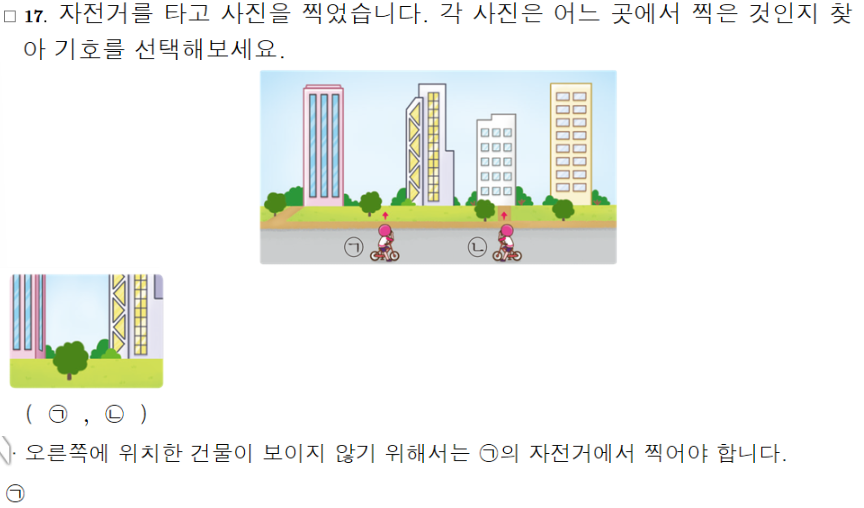 □ 17. 자전거를 타고 사진을 찍었습니다. 각 사진은 어느 곳에서 찍은 것인지 찾
아 기호를 선택해보세요.
㉠ ㉡
( ㉠ , ㉡ )
· 오른쪽에 위치한 건물이 보이지 않기 위해서는 ㉠의 자전거에서 찍어야 합니다.
㉠